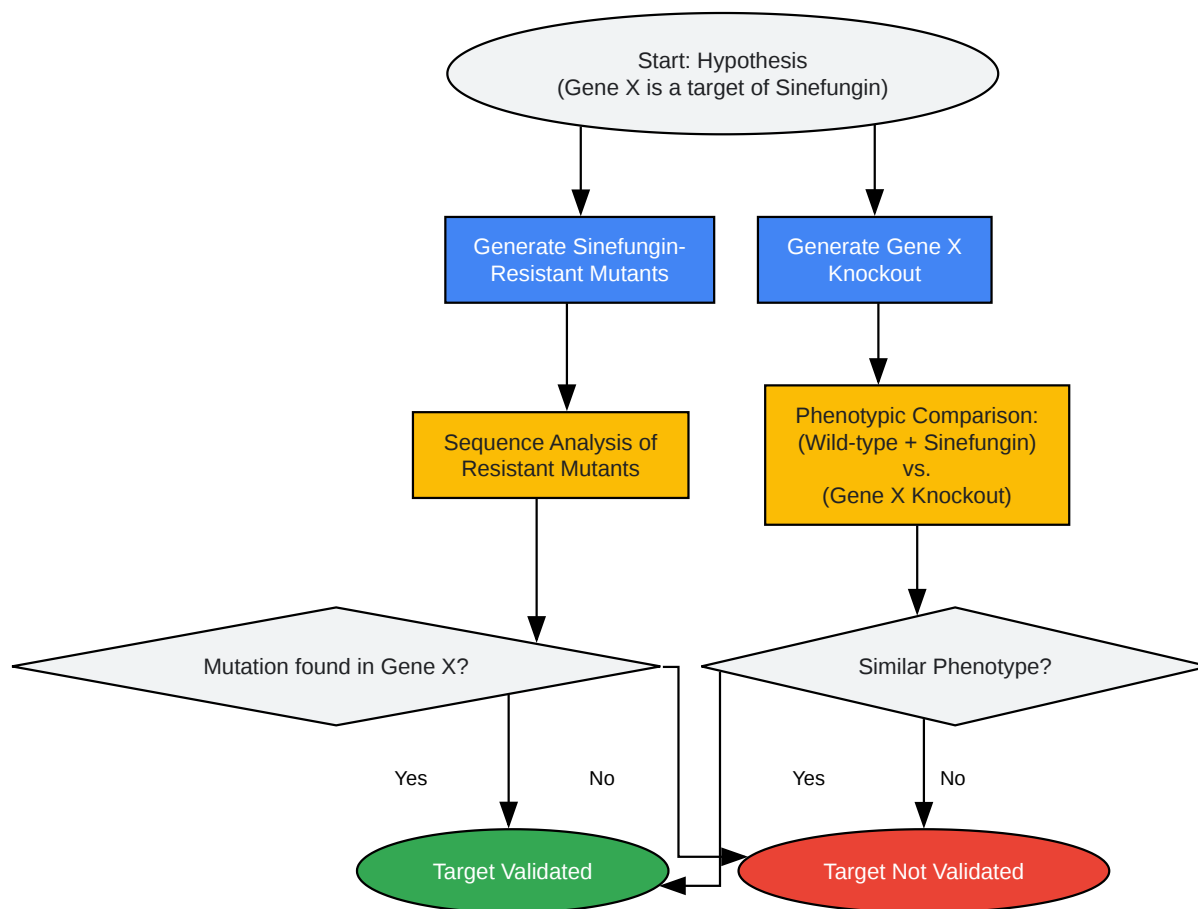 Start: Hypothesis
(Gene X is a target of Sinefungin)
Generate Sinefungin-
Resistant Mutants
Generate Gene X
Knockout
Sequence Analysis of
Resistant Mutants
Phenotypic Comparison:
(Wild-type + Sinefungin)
vs.
(Gene X Knockout)
Mutation found in Gene X?
Similar Phenotype?
Yes
No
Yes
No
Target Validated
Target Not Validated